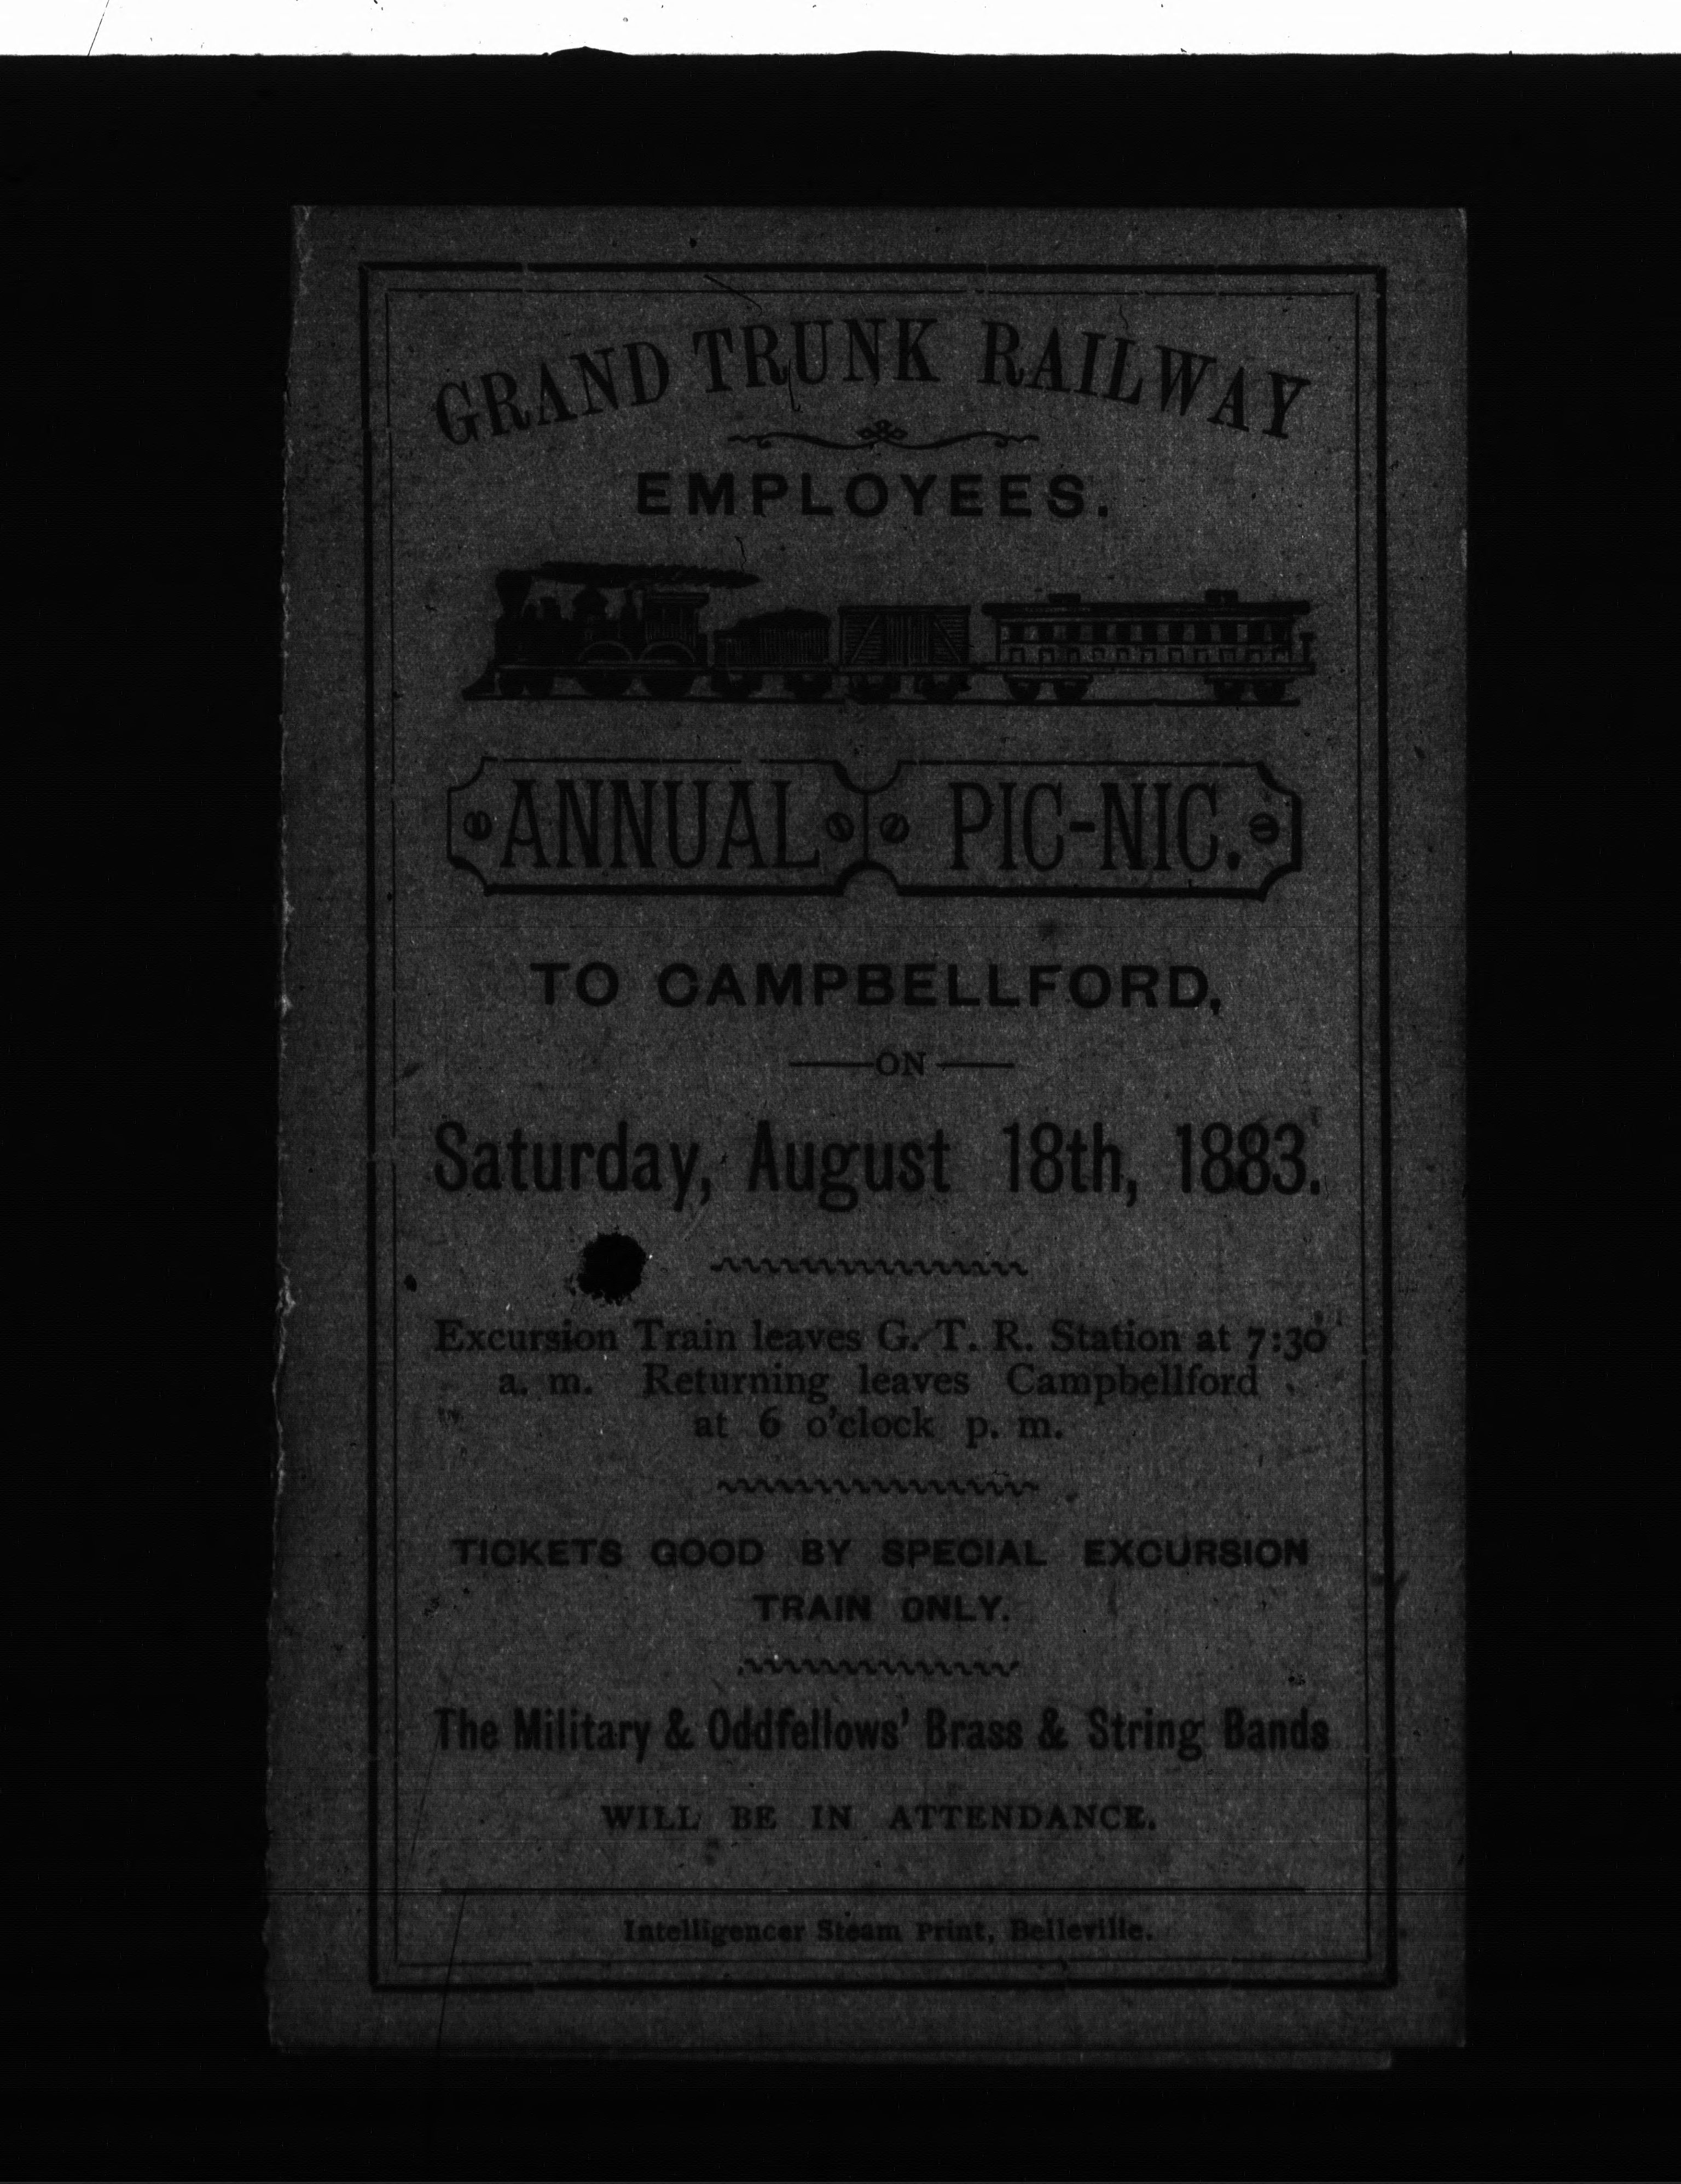 GRAND TRUNK RAILWAY
EMPLOYEES.
ANNUAL PIC-NIC.
TO CAMPBELLFORD,
ON
Saturday, August 18th, 1883.
Excursion Train leaves G. T. R. Station at 7:30
a. m. Returning leaves Campbellford
at 6 o'clock p. m.
TICKETS GOOD BY SPECIAL EXCURSION
TRAIN ONLY.
The Military & Oddfellows' Brass & String Bands
WILL BE IN ATTENDANCE.
Intelligencer Steam Print, Belleville.